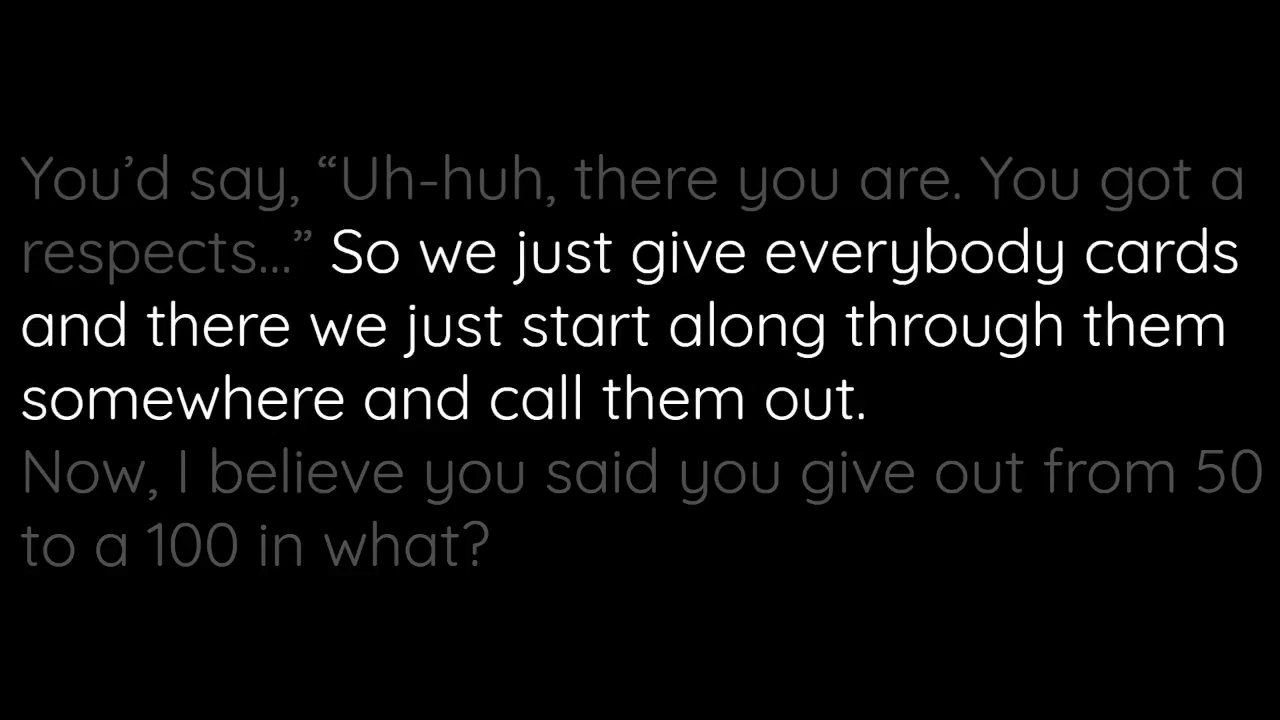 You’d say, “Uh-huh, there you are. You got a
respects...” So we just give everybody cards
and there we just start along through them
somewhere and call them out.
Now, I believe you said you give out from 50
to a 100 in what?